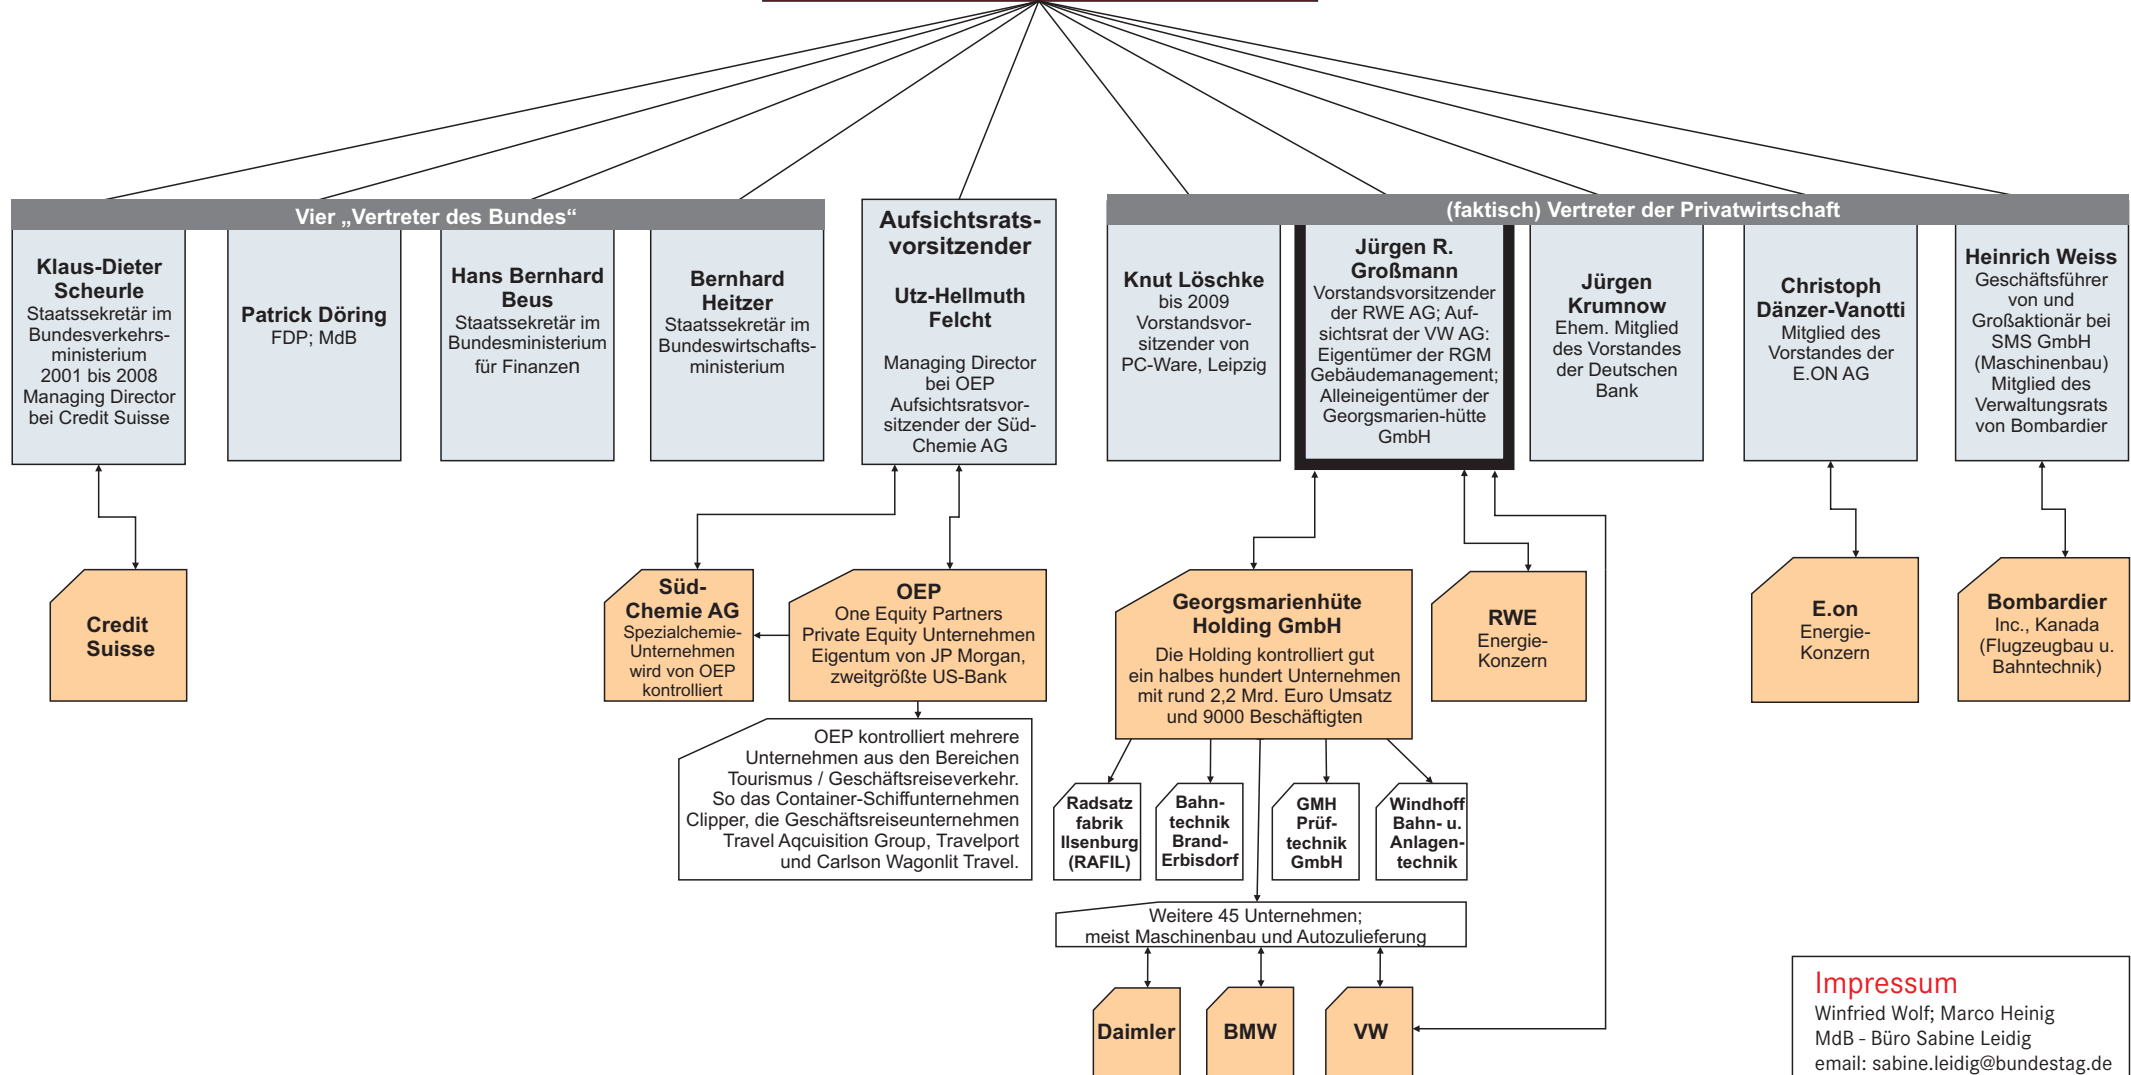 Vier „Vertreter des Bundes“
Klaus-Dieter
Scheurle
Staatssekretär im
Bundesverkehrs-
ministerium
2001 bis 2008
Managing Director
bei Credit Suisse
Patrick Döring
FDP; MdB
Hans Bernhard
Beus
Staatssekretär im
Bundesministerium
für Finanzen
Bernhard
Heitzer
Staatssekretär im
Bundeswirtschafts-
ministerium
Aufsichtsrats-
vorsitzender
Utz-Hellmuth
Felcht
Managing Director
bei OEP
Aufsichtsratsvor-
sitzender der Süd-
Chemie AG
(faktisch) Vertreter der Privatwirtschaft
Knut Löschke
bis 2009
Vorstandsvor-
sitzender von
PC-Ware, Leipzig
Jürgen R.
Großmann
Vorstandsvorsitzender
der RWE AG; Auf-
sichtsrat der VW AG:
Eigentümer der RGM
Gebäudemanagement;
Alleineigentümer der
Georgsmarien-hütte
GmbH
Jürgen
Krumnow
Ehem. Mitglied
des Vorstandes
der Deutschen
Bank
Christoph
Dänzer-Vanotti
Mitglied des
Vorstandes der
E.ON AG
Heinrich Weiss
Geschäftsführer
von und
Großaktionär bei
SMS GmbH
(Maschinenbau)
Mitglied des
Verwaltungsrats
von Bombardier
Credit
Suisse
Süd-
Chemie AG
Spezialchemie-
Unternehmen
wird von OEP
kontrolliert
OEP
One Equity Partners
Private Equity Unternehmen
Eigentum von JP Morgan,
zweitgrößte US-Bank
Georgsmarienhüte
Holding GmbH
Die Holding kontrolliert gut
ein halbes hundert Unternehmen
mit rund 2,2 Mrd. Euro Umsatz
und 9000 Beschäftigten
RWE
Energie-
Konzern
E.on
Energie-
Konzern
Bombardier
Inc., Kanada
(Flugzeugbau u.
Bahntechnik)
OEP kontrolliert mehrere
Unternehmen aus den Bereichen
Tourismus / Geschäftsreiseverkehr.
So das Container-Schiffunternehmen
Clipper, die Geschäftsreiseunternehmen
Travel Aqcuisition Group, Travelport
und Carlson Wagonlit Travel.
Radsatz
fabrik
Ilsenburg
(RAFIL)
Bahn-
technik
Brand-
Erbisdorf
GMH
Prüf-
technik
GmbH
Windhoff
Bahn- u.
Anlagen-
technik
Weitere 45 Unternehmen;
meist Maschinenbau und Autozulieferung
Daimler
BMW
VW
Impressum
Winfried Wolf; Marco Heinig
MdB - Büro Sabine Leidig
email: sabine.leidig@bundestag.de